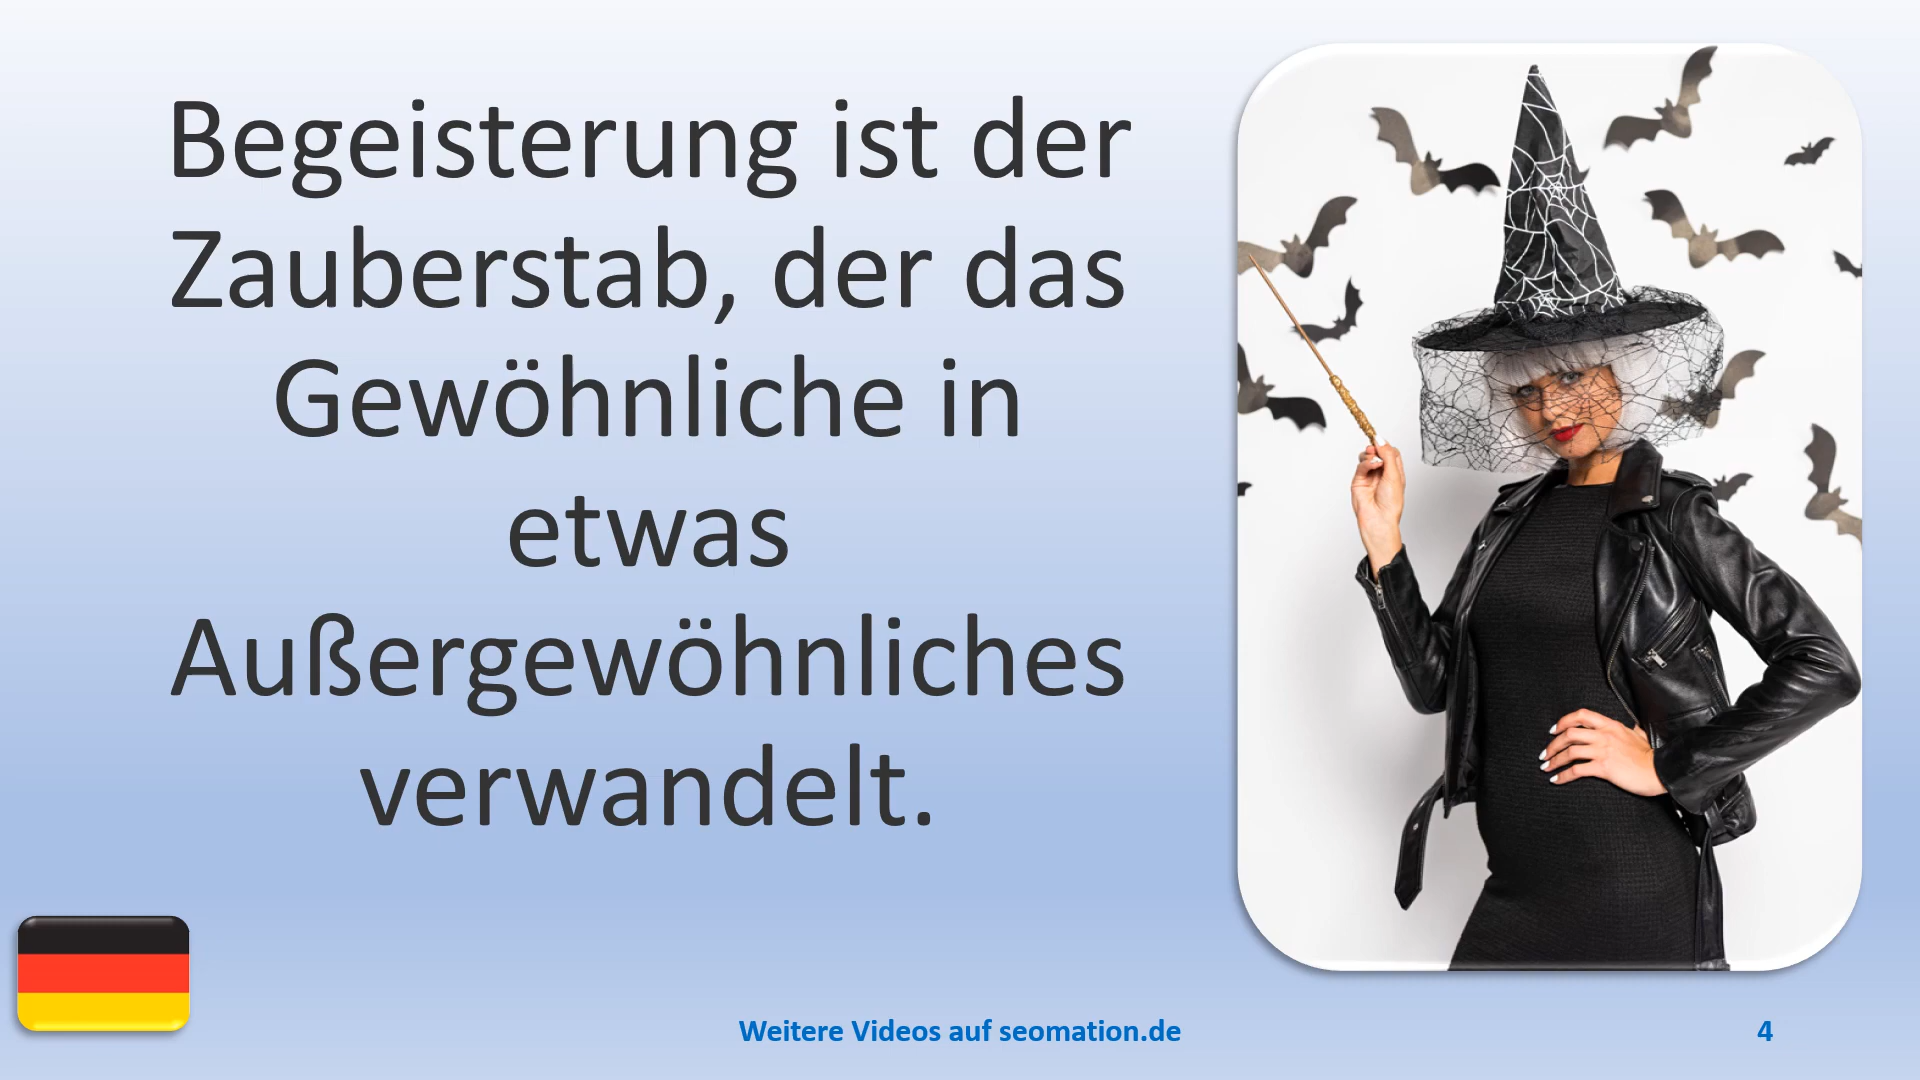 Begeisterung ist der
Zauberstab, der das
Gewöhnliche in
etwas
Außergewöhnliches
verwandelt.
Weitere Videos auf seomation.de
4